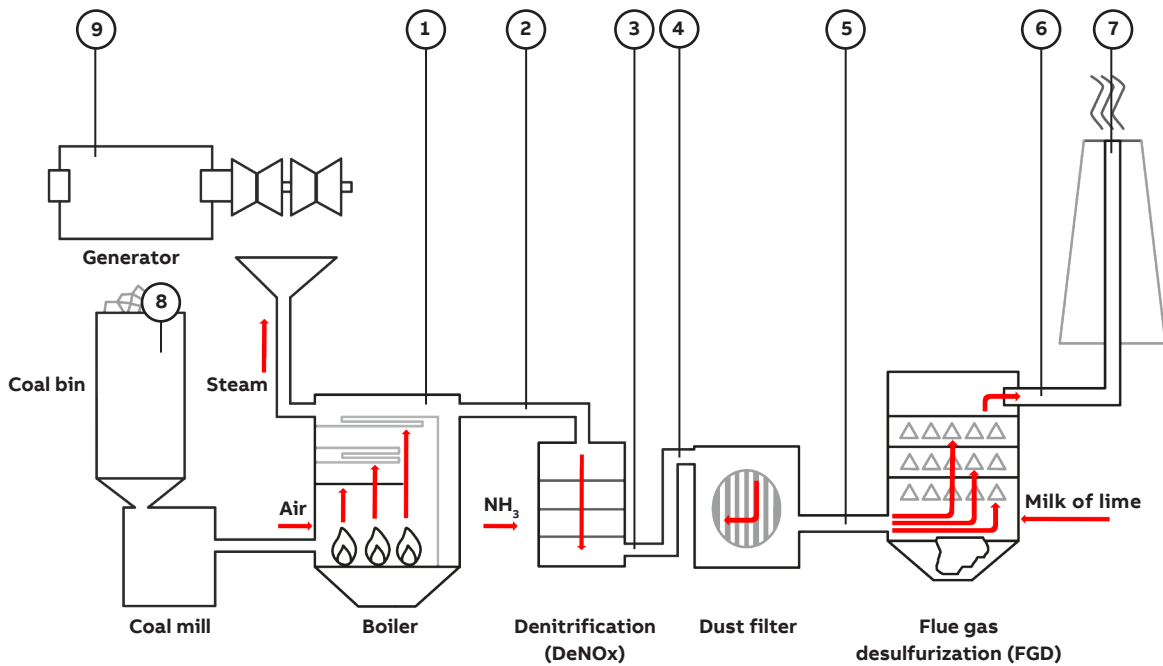 9
1
2
3
4
5
6
7
Generator
8
Coal bin
Steam
Air
NH₃
Milk of lime
Coal mill
Boiler
Denitrification
(DeNOx)
Dust filter
Flue gas
desulfurization (FGD)